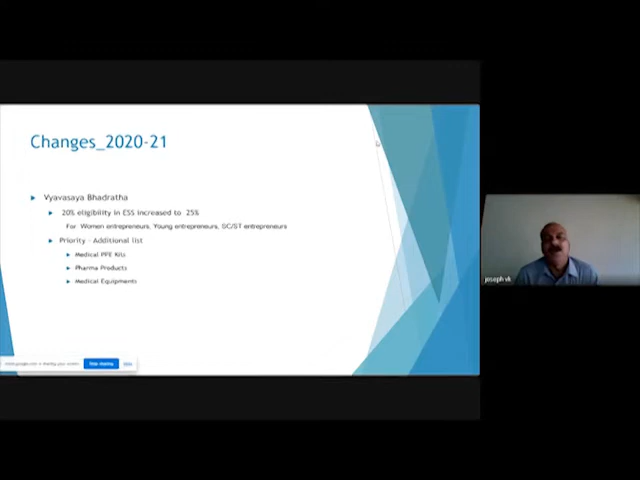 Changes_2020-21
Vyavasaya Bhadratha
20% eligibility in ESS increased to 25%
For Women entrepreneurs, Young entrepreneurs, SC/ST entrepreneurs
Priority - Additional list
Medical PPE Kits
Pharma Products
Medical Equipments
joseph vk
Stop sharing
Hide